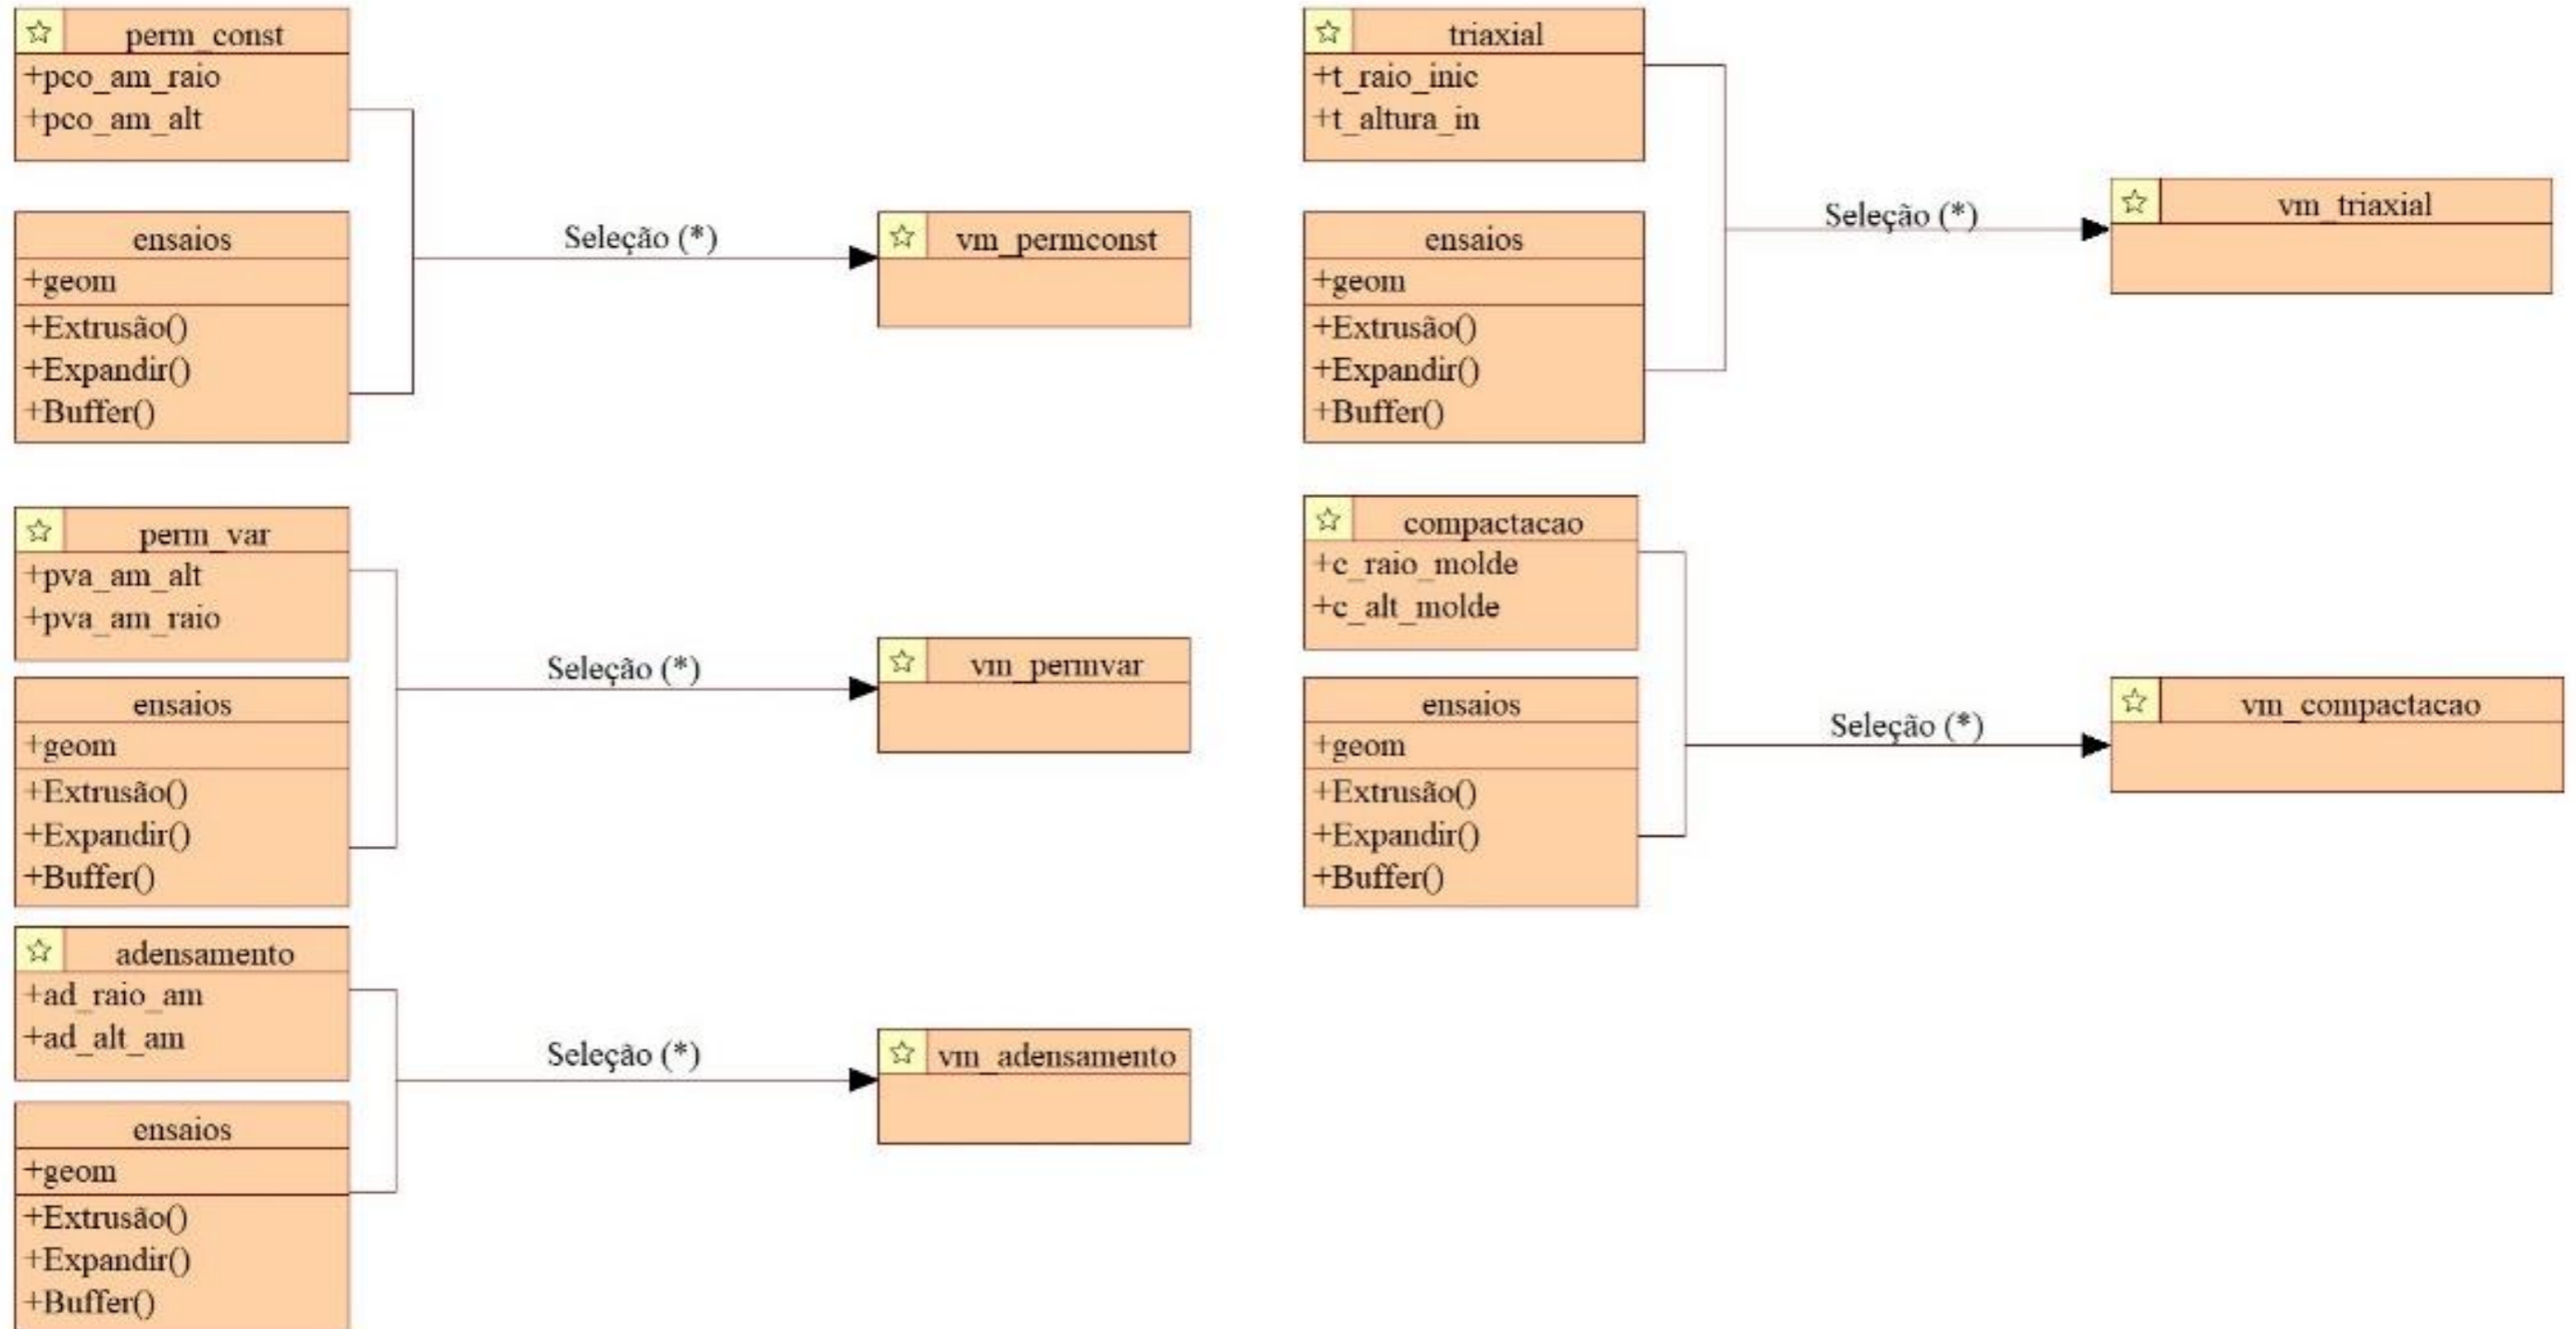 perm_const
+pco_am_raio
+pco_am_alt
ensaios
+geom
+Extrusão()
+Expandir()
+Buffer()
Seleção (*)
vm_permconst
triaxial
+t_raio_inic
+t_altura_in
ensaios
+geom
+Extrusão()
+Expandir()
+Buffer()
Seleção (*)
vm_triaxial
perm_var
+pva_am_alt
+pva_am_raio
ensaios
+geom
+Extrusão()
+Expandir()
+Buffer()
Seleção (*)
vm_permvar
compactacao
+c_raio_molde
+c_alt_molde
ensaios
+geom
+Extrusão()
+Expandir()
+Buffer()
Seleção (*)
vm_compactacao
adensamento
+ad_raio_am
+ad_alt_am
ensaios
+geom
+Extrusão()
+Expandir()
+Buffer()
Seleção (*)
vm_adensamento